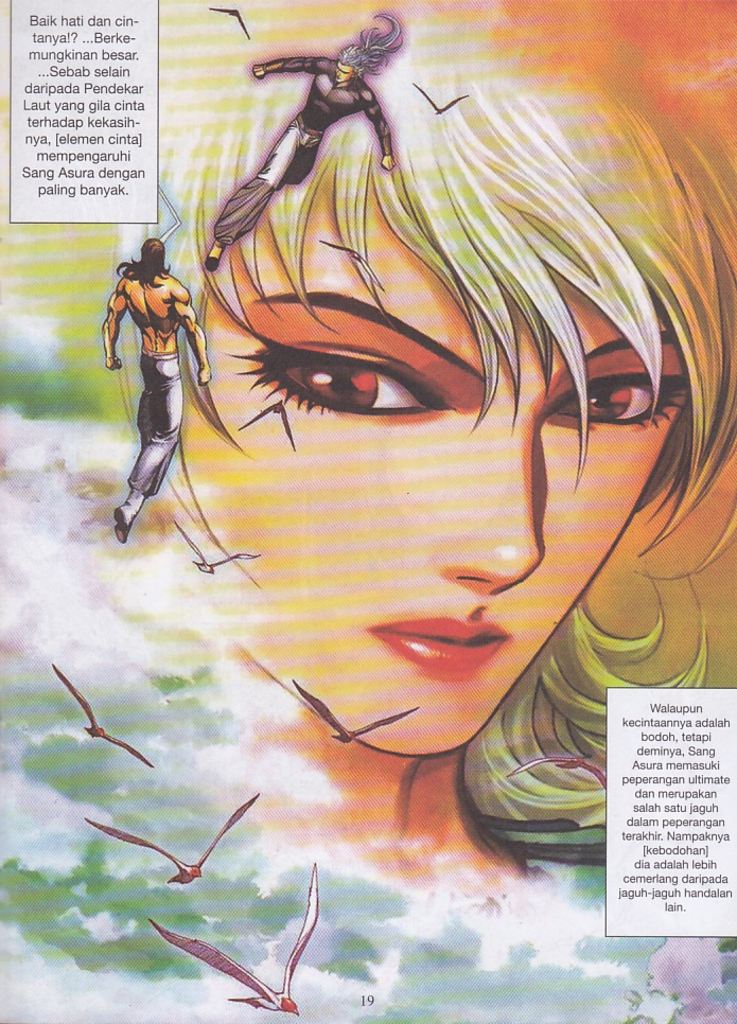 Baik hati dan cin-
tanya!? ...Berke-
mungkinan besar.
...Sebab selain
daripada Pendekar
Laut yang gila cinta
terhadap kekasih-
nya, [elemen cinta]
mempengaruhi
Sang Asura dengan
paling banyak.
Walaupun
kecintaannya adalah
bodoh, tetapi
deminya, Sang
Asura memasuki
peperangan ultimate
dan merupakan
salah satu jaguh
dalam peperangan
terakhir. Nampaknya
[kebodohan]
dia adalah lebih
cemerlang daripada
jaguh-jaguh handalan
lain.
19